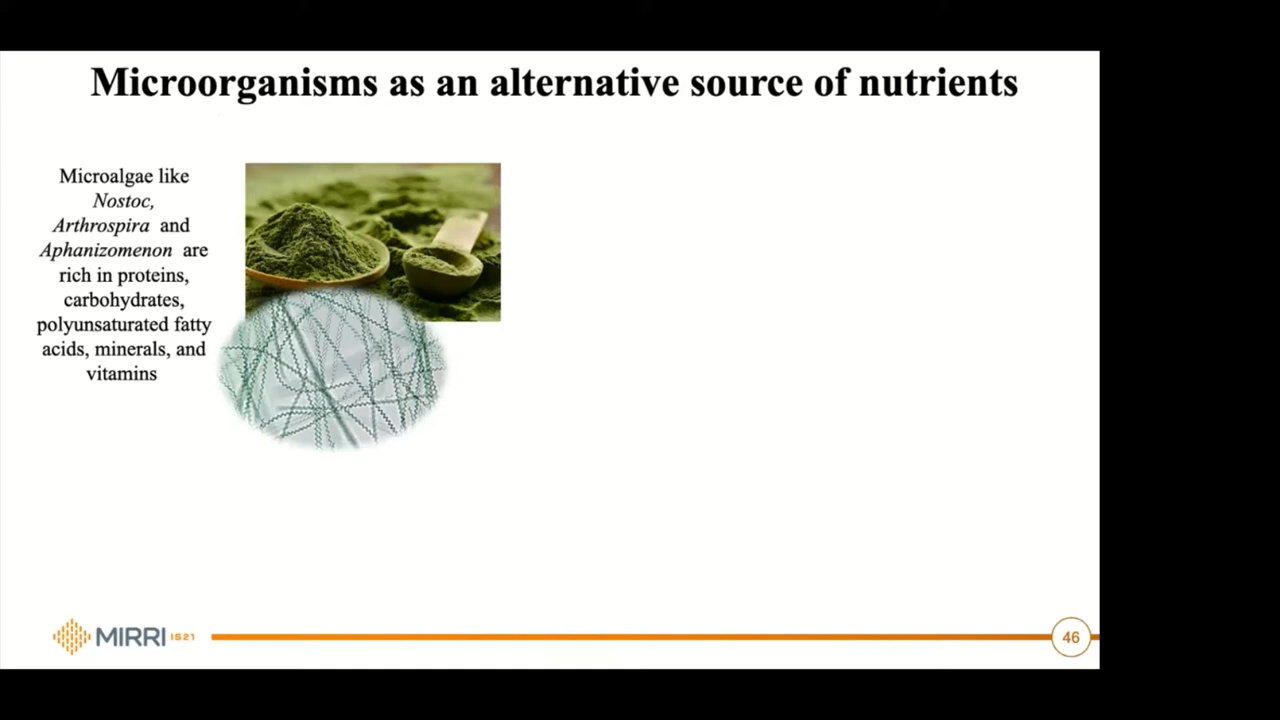 Microorganisms as an alternative source of nutrients
Microalgae like
Nostoc,
Arthrospira and
Aphanizomenon are
rich in proteins,
carbohydrates,
polyunsaturated fatty
acids, minerals, and
vitamins
MIRRI IS21
46